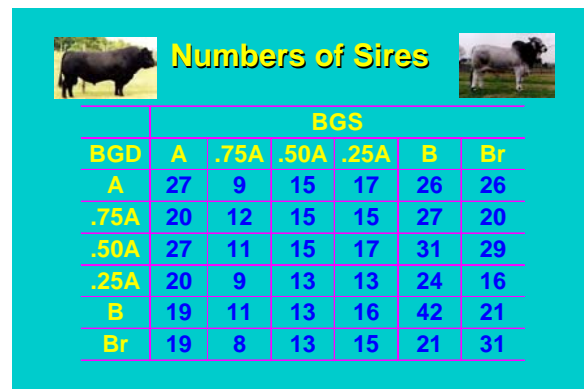 Numbers of Sires
BGS
BGD A .75A .50A .25A B Br
A 27 9 15 17 26 26
.75A 20 12 15 15 27 20
.50A 27 11 15 17 31 29
.25A 20 9 13 13 24 16
B 19 11 13 16 42 21
Br 19 8 13 15 21 31